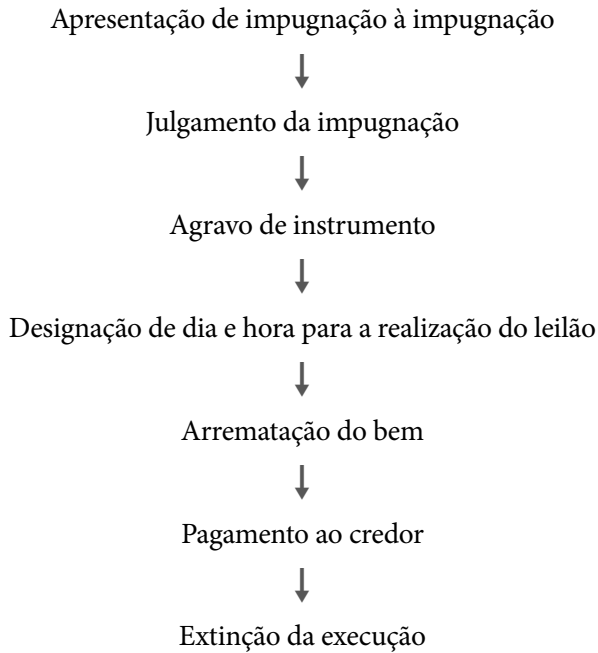 Apresentação de impugnação à impugnação
Julgamento da impugnação
Agravo de instrumento
Designação de dia e hora para a realização do leilão
Arrematação do bem
Pagamento ao credor
Extinção da execução